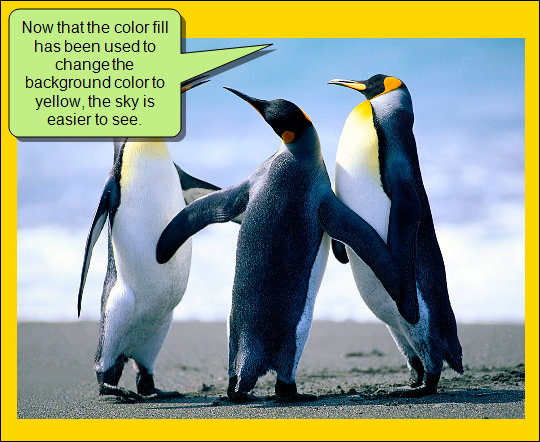 Now that the color fill
has been used to
change the
background color to
yellow, the sky is
easier to see.